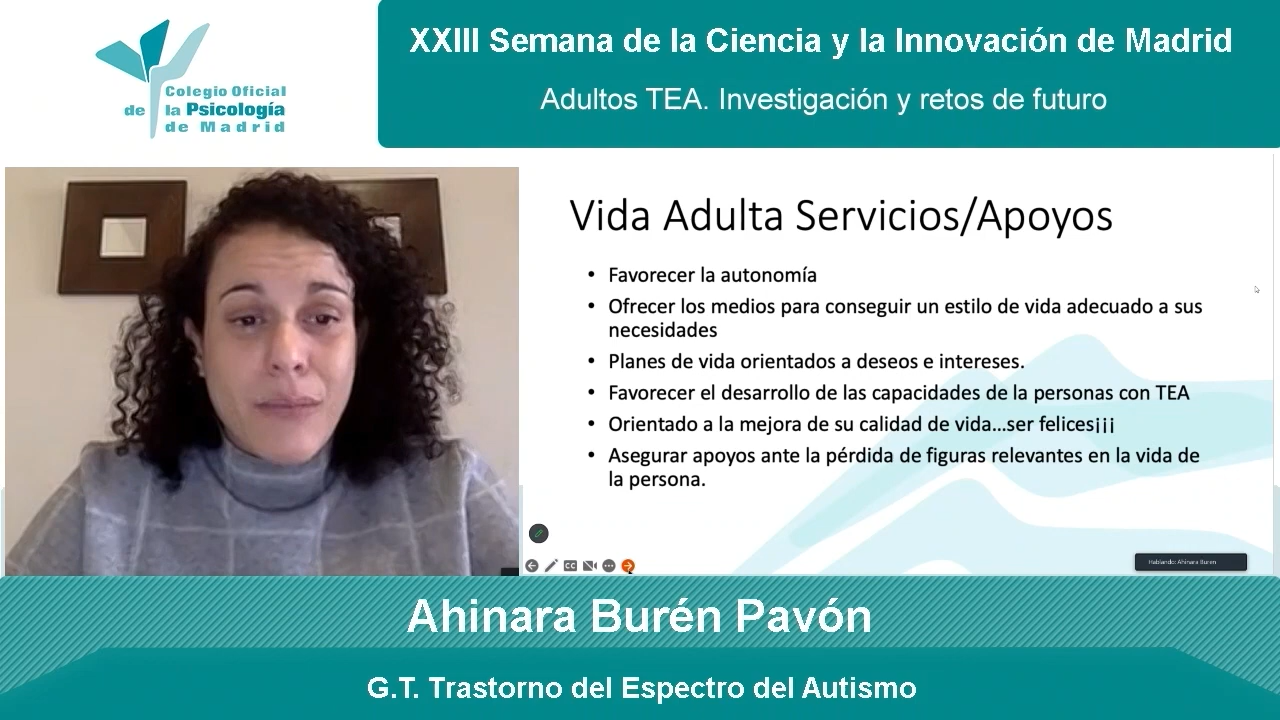 Colegio Oficial
de la Psicología
de Madrid
XXIII Semana de la Ciencia y la Innovación de Madrid
Adultos TEA. Investigación y retos de futuro
Vida Adulta Servicios/Apoyos
• Favorecer la autonomía
• Ofrecer los medios para conseguir un estilo de vida adecuado a sus
necesidades
• Planes de vida orientados a deseos e intereses.
• Favorecer el desarrollo de las capacidades de la personas con TEA
• Orientado a la mejora de su calidad de vida...ser felices¡¡¡
• Asegurar apoyos ante la pérdida de figuras relevantes en la vida de
la persona.
CC
Hablando: Ahinara Buren
Ahinara Burén Pavón
G.T. Trastorno del Espectro del Autismo